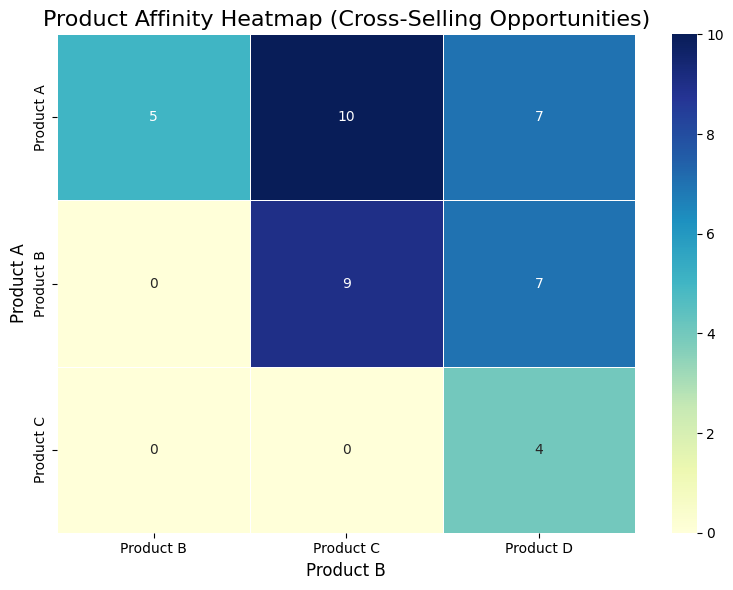 Product Affinity Heatmap (Cross-Selling Opportunities)
Product A
Product A
Product B
Product C
5 10 7
0 9 7
0 0 4
Product B Product C Product D
Product B
10
8
6
4
2
0